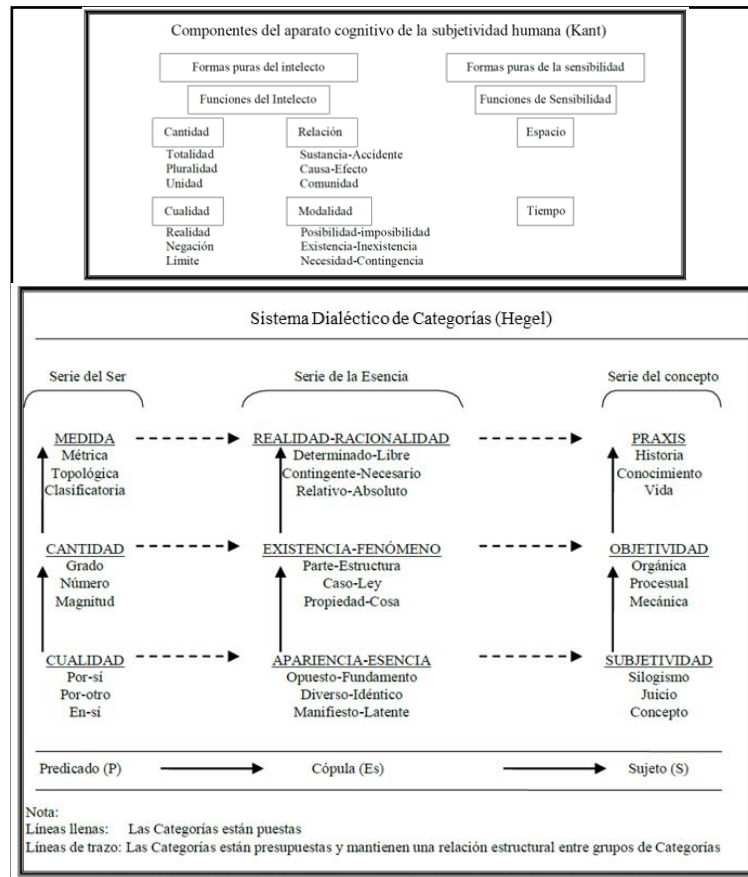 Componentes del aparato cognitivo de la subjetividad humana (Kant)
Formas puras del intelecto
Formas puras de la sensibilidad
Funciones del Intelecto
Funciones de Sensibilidad
Cantidad
Relación
Espacio
Totalidad
Sustancia-Accidente
Pluralidad
Causa-Efecto
Unidad
Comunidad
Cualidad
Modalidad
Tiempo
Realidad
Posibilidad-imposibilidad
Negación
Existencia-Inexistencia
Límite
Necesidad-Contingencia
Sistema Dialéctico de Categorías (Hegel)
Serie del Ser
Serie de la Esencia
Serie del concepto
MEDIDA
REALIDAD-RACIONALIDAD
PRAXIS
Métrica
Determinado-Libre
Historia
Topológica
Contingente-Necesario
Conocimiento
Clasificatoria
Relativo-Absoluto
Vida
CANTIDAD
EXISTENCIA-FENÓMENO
OBJETIVIDAD
Grado
Parte-Estructura
Orgánica
Número
Caso-Ley
Procesual
Magnitud
Propiedad-Cosa
Mecánica
CUALIDAD
APARIENCIA-ESENCIA
SUBJETIVIDAD
Por-sí
Opuesto-Fundamento
Silogismo
Por-otro
Diverso-Idéntico
Juicio
En-sí
Manifiesto-Latente
Concepto
Predicado (P)
Cópula (Es)
Sujeto (S)
Nota:
Líneas llenas: Las Categorías están puestas
Líneas de trazo: Las Categorías están presupuestas y mantienen una relación estructural entre grupos de Categorías